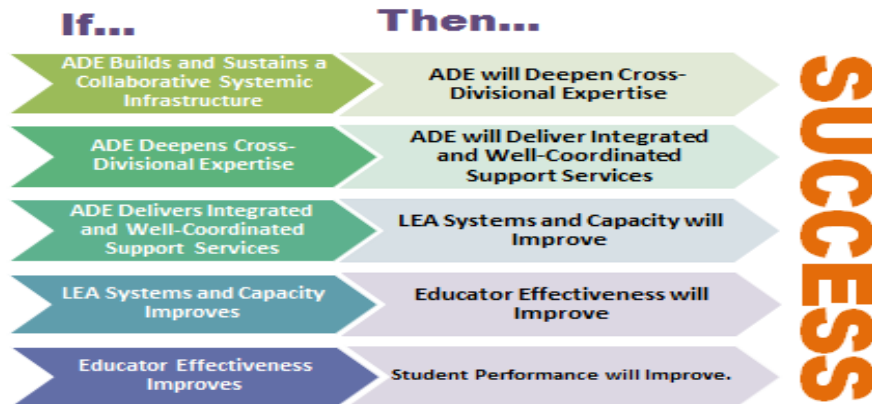 If...
Then...
ADE Builds and Sustains a
Collaborative Systemic
Infrastructure
ADE will Deepen Cross-
Divisional Expertise
ADE Deepens Cross-
Divisional Expertise
ADE will Deliver Integrated
and Well-Coordinated
Support Services
ADE Delivers Integrated
and Well-Coordinated
Support Services
LEA Systems and Capacity will
Improve
LEA Systems and Capacity
Improves
Educator Effectiveness will
Improve
Educator Effectiveness
Improves
Student Performance will Improve.
SUCCESS